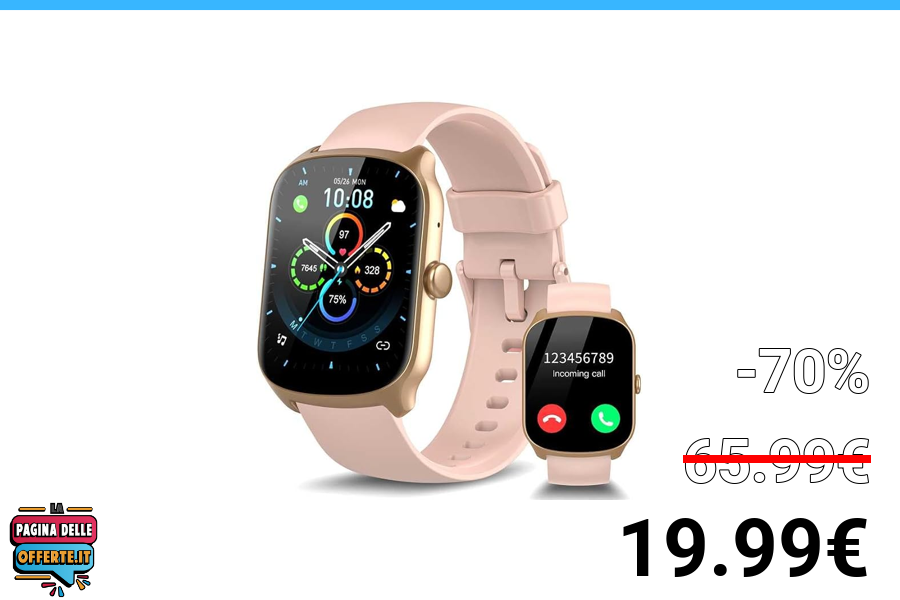 AM
05/26 MON
10:08
97
7645
328
75%
M T W T F S S
123456789
Incoming call
-70%
65.99€
19.99€
LA
PAGINA DELLE
OFFERTE.IT